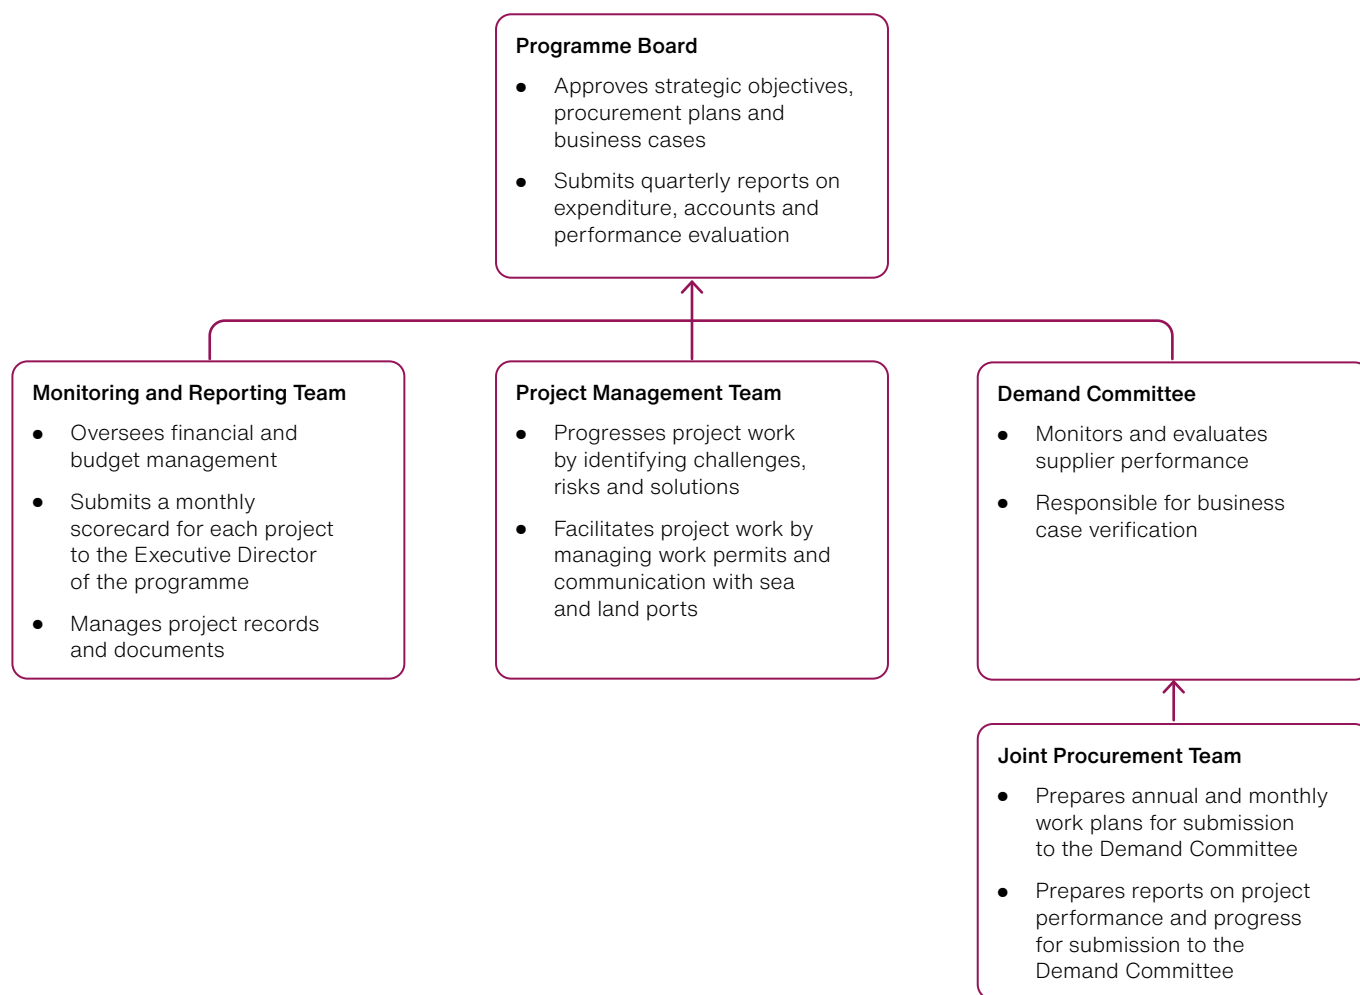 Programme Board
● Approves strategic objectives,
procurement plans and
business cases
● Submits quarterly reports on
expenditure, accounts and
performance evaluation
Monitoring and Reporting Team
● Oversees financial and
budget management
● Submits a monthly
scorecard for each project
to the Executive Director
of the programme
● Manages project records
and documents
Project Management Team
● Progresses project work
by identifying challenges,
risks and solutions
● Facilitates project work by
managing work permits and
communication with sea
and land ports
Demand Committee
● Monitors and evaluates
supplier performance
● Responsible for business
case verification
Joint Procurement Team
● Prepares annual and monthly
work plans for submission
to the Demand Committee
● Prepares reports on project
performance and progress
for submission to the
Demand Committee